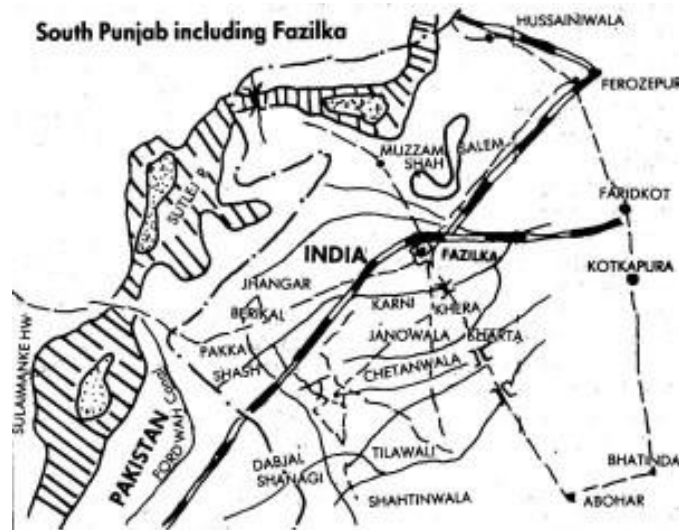 South Punjab including Fazilka
HUSSAINIWALA
FEROZEPUR
MUZZAM
SHAH
SALEM
SUTLEJ R
FARIDKOT
INDIA
FAZILKA
KOTKAPURA
JHANGAR
BERIKAL
KARNI
KHERA
JANOWALA
BHARTA
PAKKA
SHASH
CHETANWALA
SULAIMANKE HW
PAKISTAN
FORDWAH Canal
DABJAL
SHANAGI
TILAWALI
BHATINDA
SHAHTINWALA
ABOHAR